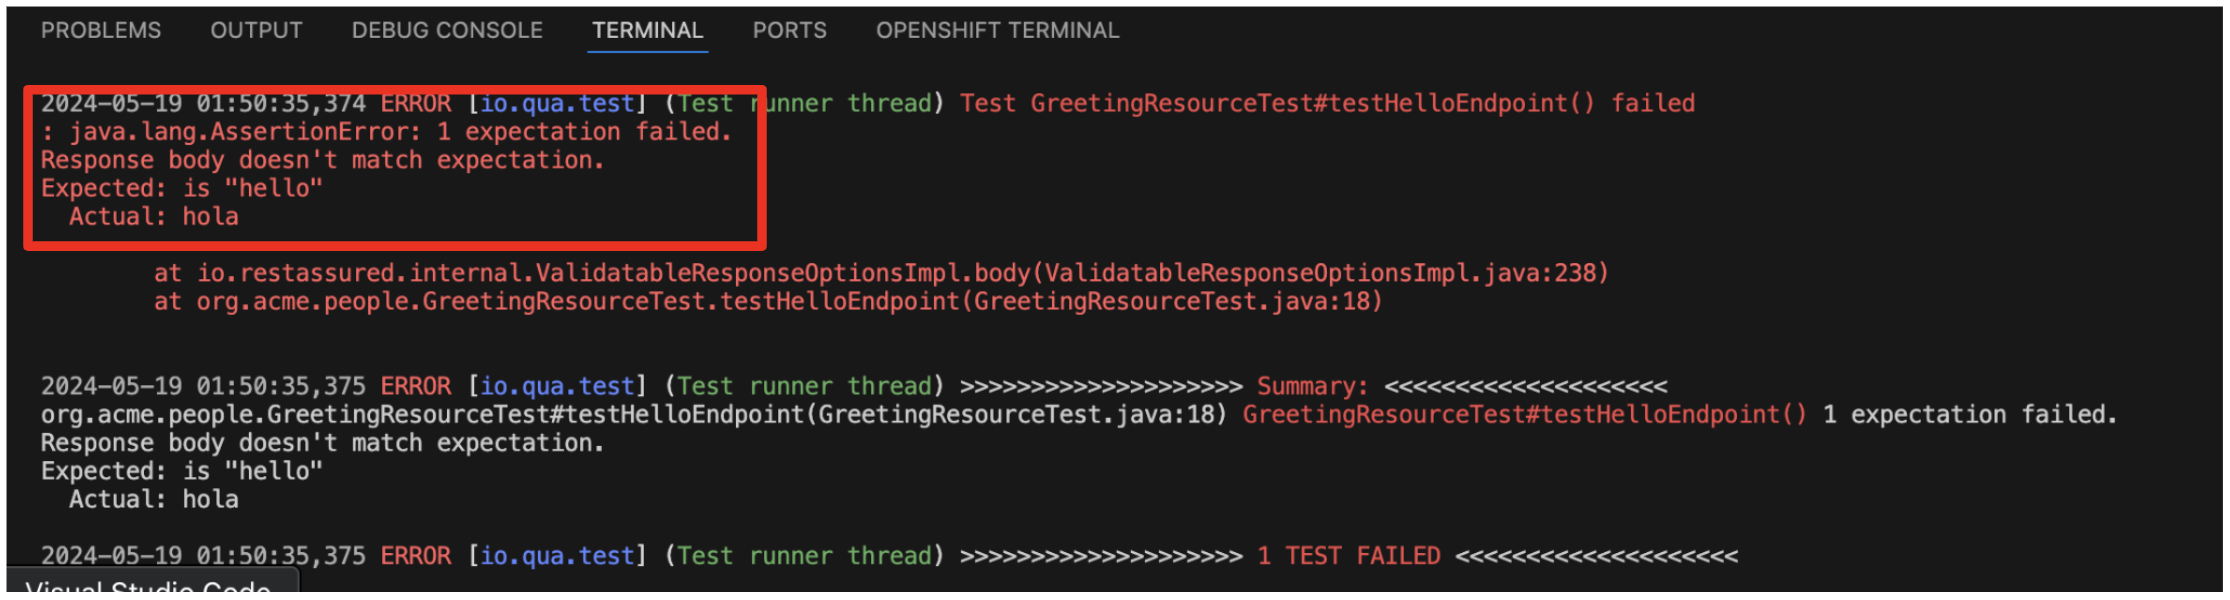 PROBLEMS OUTPUT DEBUG CONSOLE TERMINAL PORTS OPENSHIFT TERMINAL
2024-05-19 01:50:35,374 ERROR [io.qua.test] (Test runner thread) Test GreetingResourceTest#testHelloEndpoint() failed
: java.lang.AssertionError: 1 expectation failed.
Response body doesn't match expectation.
Expected: is "hello"
  Actual: hola
        at io.restassured.internal.ValidatableResponseOptionsImpl.body(ValidatableResponseOptionsImpl.java:238)
        at org.acme.people.GreetingResourceTest.testHelloEndpoint(GreetingResourceTest.java:18)
2024-05-19 01:50:35,375 ERROR [io.qua.test] (Test runner thread) >>>>>>>>>>>>>>>>>>>> Summary: <<<<<<<<<<<<<<<<<<<<
org.acme.people.GreetingResourceTest#testHelloEndpoint(GreetingResourceTest.java:18) GreetingResourceTest#testHelloEndpoint() 1 expectation failed.
Response body doesn't match expectation.
Expected: is "hello"
  Actual: hola
2024-05-19 01:50:35,375 ERROR [io.qua.test] (Test runner thread) >>>>>>>>>>>>>>>>>>>> 1 TEST FAILED <<<<<<<<<<<<<<<<<<<<
Visual Studio Code